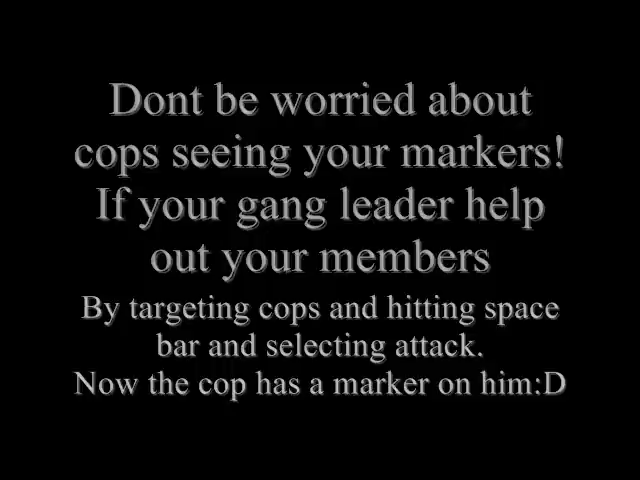 Dont be worried about
cops seeing your markers!
If your gang leader help
out your members
By targeting cops and hitting space
bar and selecting attack.
Now the cop has a marker on him:D